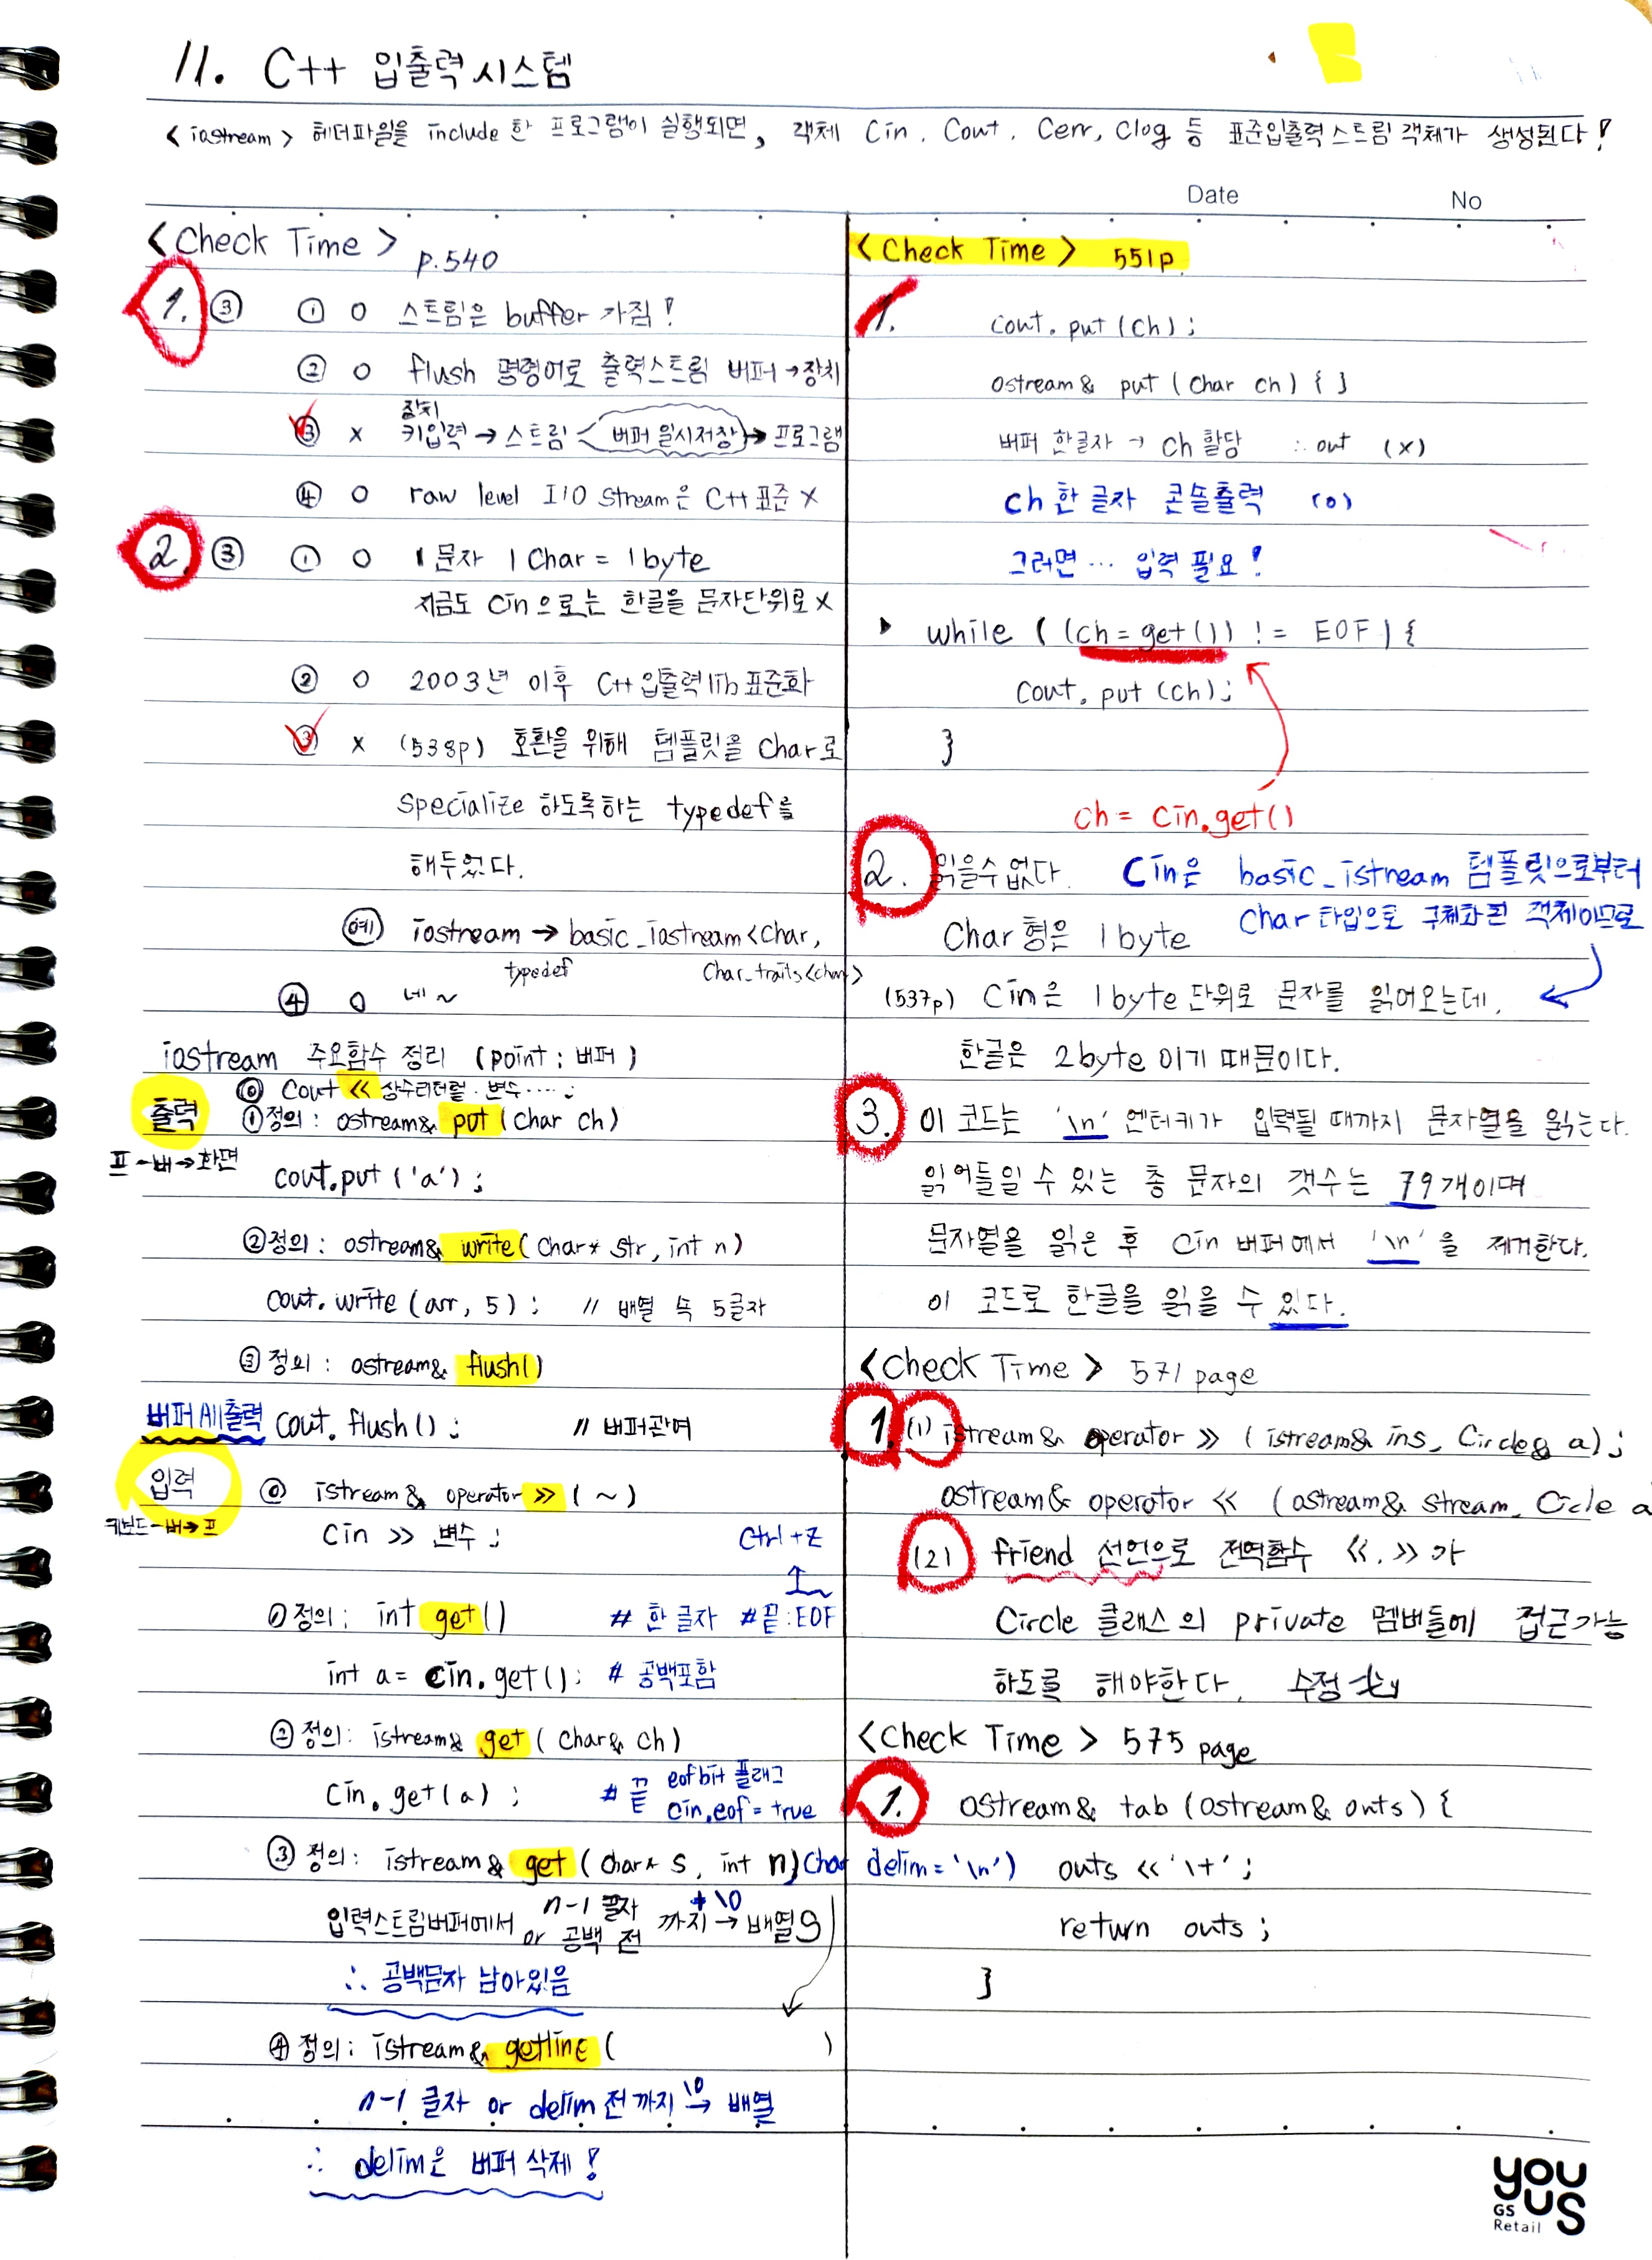 11. C++ 입출력 시스템
<iostream> 헤더파일을 include 한 프로그램이 실행되면, 객체 Cin. Cout. Cerr, Clog 등 표준입출력 스트림 객체가 생성된다!
Date No
<Check Time> p.540
1. ③ ① O 스트림은 buffer 가짐!
② O flush 명령어로 출력스트림 버퍼→장치
장치
③ x 키입력→스트림 버퍼 일시저장→프로그램
④ O raw level I/O Stream은 C++ 표준 X
2. ③ ① O 1문자 1 Char = 1byte
지금도 Cin으로는 한글을 문자단위로 X
② O 2003년 이후 C++입출력lib표준화
③ x (538p) 호환을 위해 템플릿을 Char로
Specialize 하도록하는 typedef를
해두었다.
예) iostream → basic_iostream<Char,
typedef Char_traits<char>
④ O 네~
iostream 주요함수 정리 (point : 버퍼)
⓪ Cout << 상수리터럴. 변수····;
출력 ①정의: ostream& put (Char ch)
프-버→화면
cout.put ('a');
②정의: ostream& write( Char* Str, int n)
cout.write (arr, 5); // 배열 속 5글자
③정의: ostream& flush()
버퍼All출력 cout. flush(); // 버퍼관여
입력 ⓪ istream& operator >> (~)
키보드-버→프
Cin >> 변수; Ctrl+Z
①정의: int get() # 한글자 #끝:EOF
int a= cin.get(); # 공백포함
②정의: istream& get ( Char& ch)
Cin.get(a); # 끝 eofbit 플래그
cin.eof = true
③ 정의: istream& get (char* s, int n) Char delim='\n')
입력스트림버퍼에서 n-1 글자 or 공백 전 까지 +\0 → 배열S
∴ 공백문자 남아있음
④ 정의: istream& getline ( )
n-1 글자 or delim 전까지 \0→ 배열
∴ delim은 버퍼 삭제!
<Check Time> 551p.
1. cout.put (ch);
ostream& put (char ch) { }
버퍼 한글자 → ch 할당 ∴out (x)
ch 한 글자 콘솔출력 (o)
그러면··· 입력 필요!
while ( (ch=get()) != EOF) {
cout.put (ch);
}
ch = cin.get()
2. 읽을수없다. Cin은 basic_istream 템플릿으로부터
Char타입으로 구체화된 객체이므로
Char형은 1byte
(537p) Cin은 1byte단위로 문자를 읽어오는데,
한글은 2byte이기 때문이다.
3. 이 코드는 '\n' 엔터키가 입력될 때까지 문자열을 읽는다.
읽어들일 수 있는 총 문자의 갯수는 79개이며
문자열을 읽은 후 Cin 버퍼에서 '\n'을 제거한다.
이 코드로 한글을 읽을 수 있다.
<Check Time> 571 page
1. (1) istream& operator >> (istream& ins, Circle& a);
ostream& operator << (ostream& stream, Cicle a
(2) friend 선언으로 전역함수 <<, >>가
Circle 클래스의 private 멤버들에 접근가능
하도록 해야한다. 수정
<Check Time> 575 page
1. ostream& tab (ostream& outs) {
outs << '\t';
return outs;
}
YOU US
GS Retail